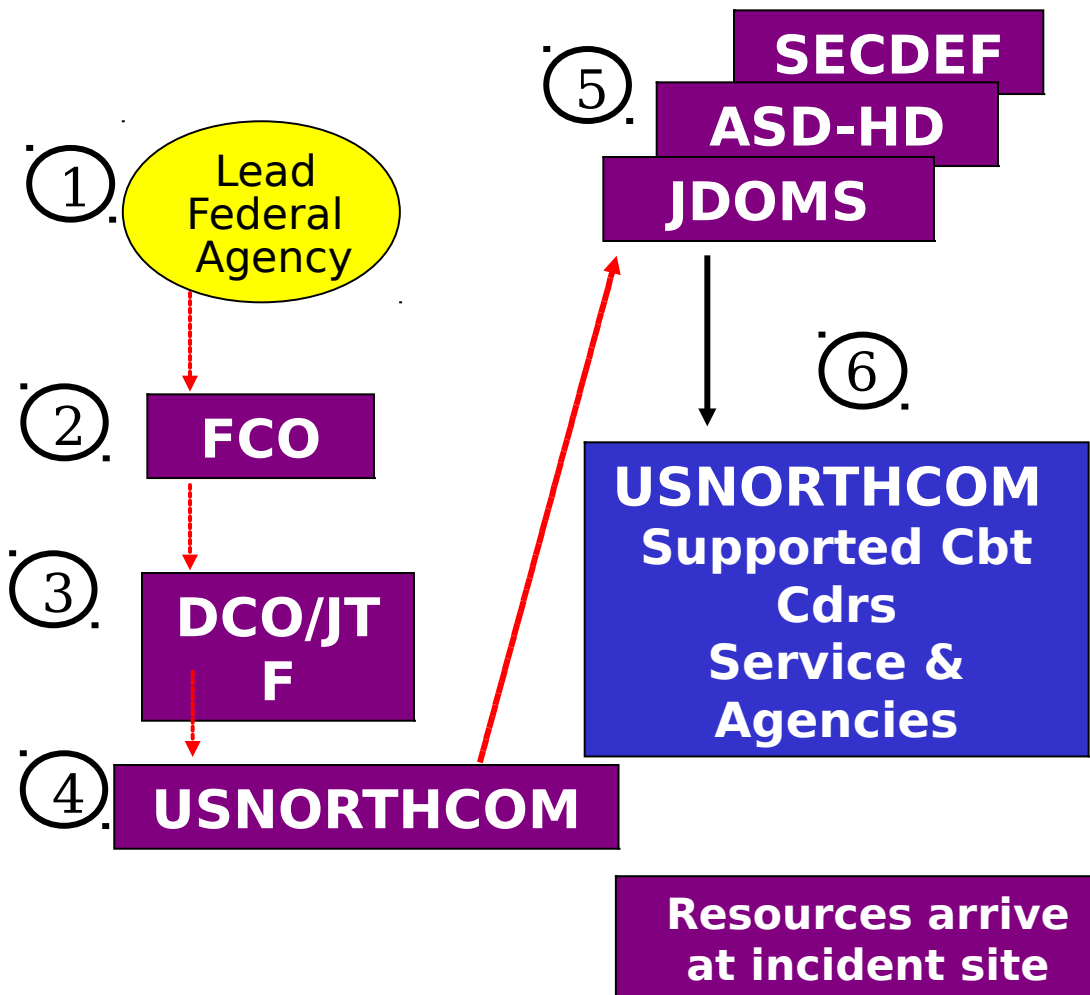 1
Lead
Federal
Agency
2
FCO
3
DCO/JT
F
4
USNORTHCOM
5
SECDEF
ASD-HD
JDOMS
6
USNORTHCOM
Supported Cbt
Cdrs
Service &
Agencies
Resources arrive
at incident site